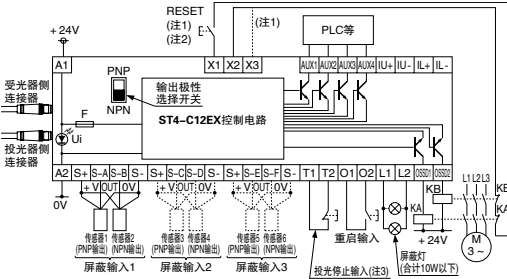 RESET
(注1)
(注2)
(注1)
PLC等
+24V
A1
X1 X2 X3
AUX1 AUX2 AUX3 AUX4 IU+ IU- IL+ IL-
PNP
NPN
输出极性
选择开关
ST4-C12EX控制电路
受光器侧
连接器
F
Ui
投光器侧
连接器
A2 S+ S-A S-B S- S+ S-C S-D S- S+ S-E S-F S- T1 T2 O1 O2 L1 L2 OSSD1 OSSD2
0V
+V OUT 0V
+V OUT 0V
+V OUT 0V
传感器1
(PNP输出)
传感器2
(NPN输出)
传感器3
(PNP输出)
传感器4
(NPN输出)
传感器5
(PNP输出)
传感器6
(NPN输出)
屏蔽输入1
屏蔽输入2
屏蔽输入3
重启输入
投光停止输入(注3)
屏蔽灯
(合计10W以下)
KB
KA
+24V
L1 L2 L3
KB
KA
M
3~